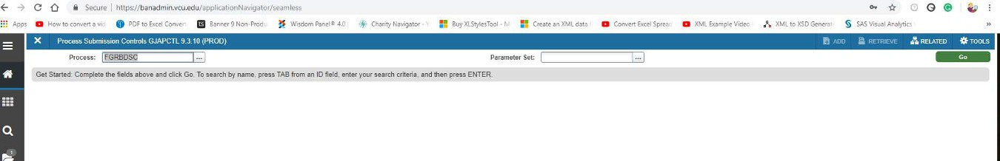 Secure | https://banadmin.vcu.edu/applicationNavigator/seamless
Apps How to convert a vid PDF to Excel Convert Banner 9 Non-Produ Wisdom Panel® 4.0 | Charity Navigator - Y Buy XLStylesTool - M Create an XML data f Convert Excel Spread XML Example Video XML to XSD Generato SAS Visual Analytics »
Process Submission Controls GJAPCTL 9.3.10 (PROD) ADD RETRIEVE RELATED TOOLS
Process: FGRBDSC ... Parameter Set: ... Go
Get Started: Complete the fields above and click Go. To search by name, press TAB from an ID field, enter your search criteria, and then press ENTER.
1